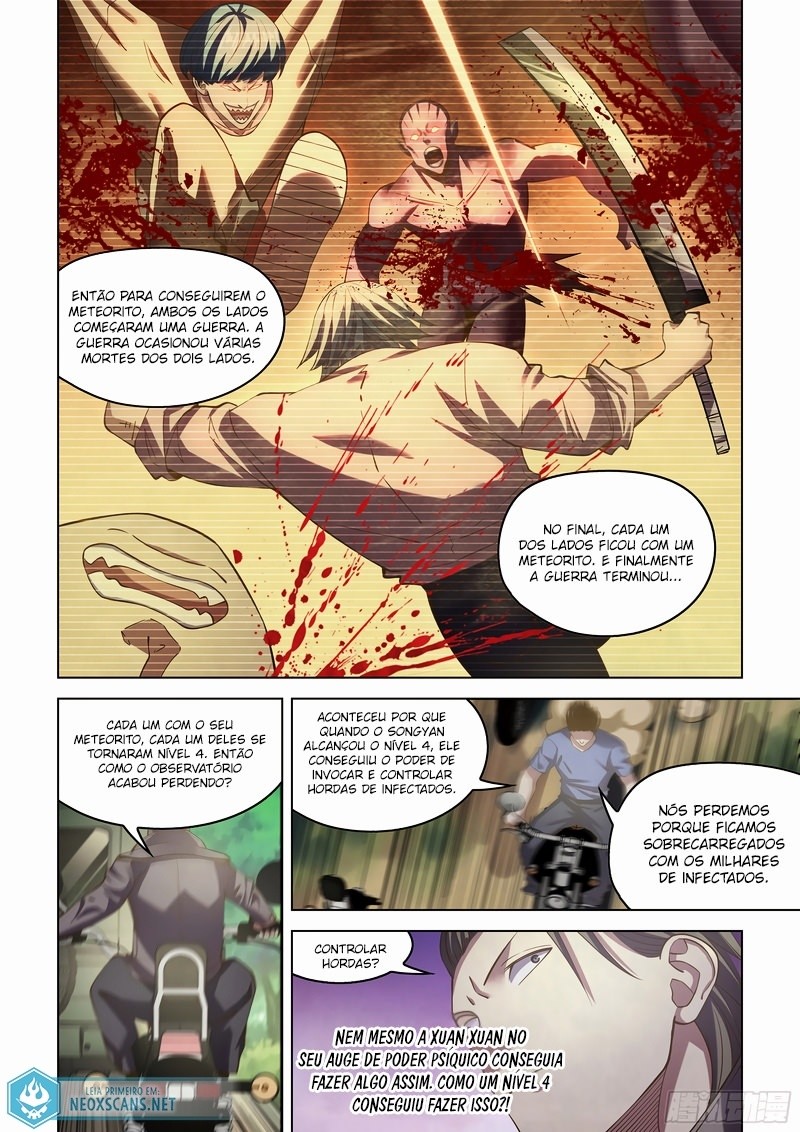 ENTÃO PARA CONSEGUIREM O
METEORITO, AMBOS OS LADOS
COMEÇARAM UMA GUERRA. A
GUERRA OCASIONOU VÁRIAS
MORTES DOS DOIS LADOS.
NO FINAL, CADA UM
DOS LADOS FICOU COM UM
METEORITO. E FINALMENTE
A GUERRA TERMINOU...
CADA UM COM O SEU
METEORITO, CADA UM DELES SE
TORNARAM NÍVEL 4. ENTÃO
COMO O OBSERVATÓRIO
ACABOU PERDENDO?
ACONTECEU POR QUE
QUANDO O SONGYAN
ALCANÇOU O NÍVEL 4, ELE
CONSEGUIU O PODER DE
INVOCAR E CONTROLAR
HORDAS DE INFECTADOS.
NÓS PERDEMOS
PORQUE FICAMOS
SOBRECARREGADOS
COM OS MILHARES
DE INFECTADOS.
CONTROLAR
HORDAS?
NEM MESMO A XUAN XUAN NO
SEU AUGE DE PODER PSÍQUICO CONSEGUIA
FAZER ALGO ASSIM. COMO UM NÍVEL 4
CONSEGUIU FAZER ISSO?!
LEIA PRIMEIRO EM:
NEOXSCANS.NET
腾讯动漫